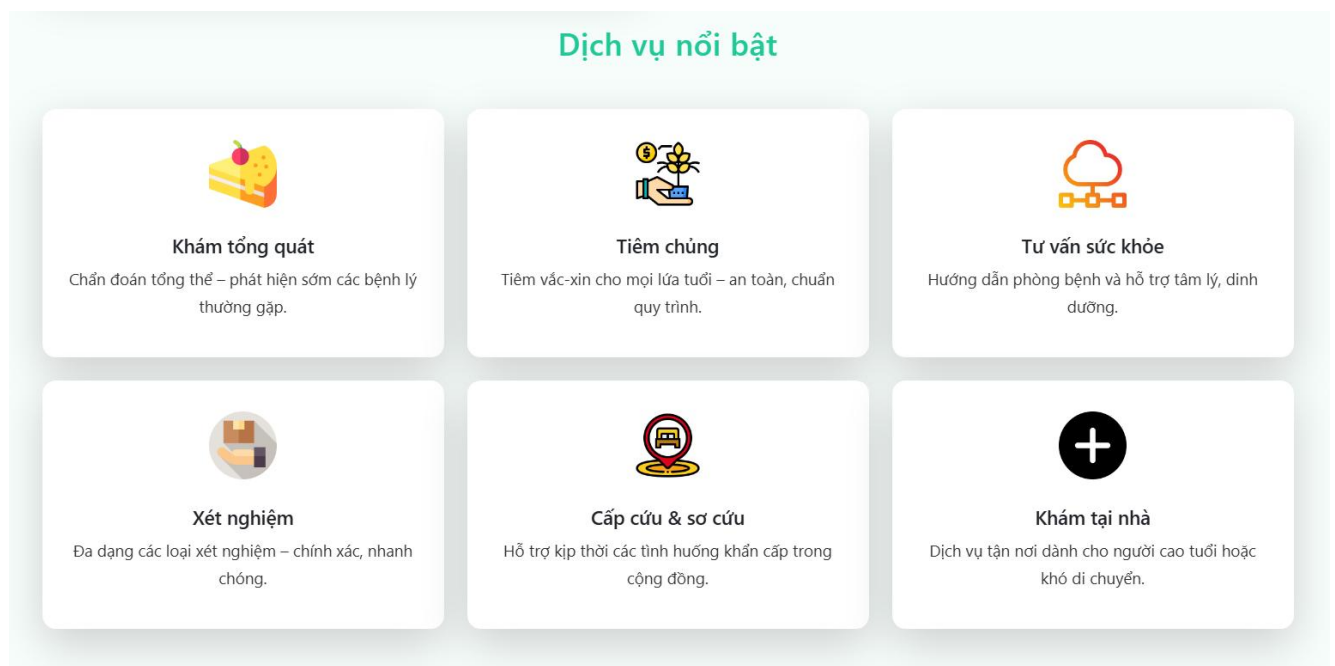 Dịch vụ nổi bật
Khám tổng quát
Chẩn đoán tổng thể – phát hiện sớm các bệnh lý
thường gặp.
Tiêm chủng
Tiêm vắc-xin cho mọi lứa tuổi – an toàn, chuẩn
quy trình.
Tư vấn sức khỏe
Hướng dẫn phòng bệnh và hỗ trợ tâm lý, dinh
dưỡng.
Xét nghiệm
Đa dạng các loại xét nghiệm – chính xác, nhanh
chóng.
Cấp cứu & sơ cứu
Hỗ trợ kịp thời các tình huống khẩn cấp trong
cộng đồng.
Khám tại nhà
Dịch vụ tận nơi dành cho người cao tuổi hoặc
khó di chuyển.